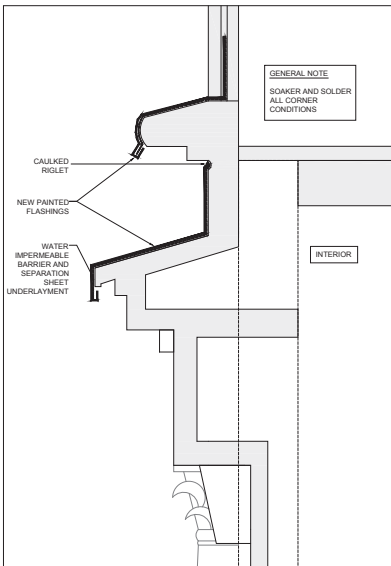 GENERAL NOTE
SOAKER AND SOLDER
ALL CORNER
CONDITIONS
CAULKED
RIGLET
NEW PAINTED
FLASHINGS
WATER
IMPERMEABLE
BARRIER AND
SEPARATION
SHEET
UNDERLAYMENT
INTERIOR